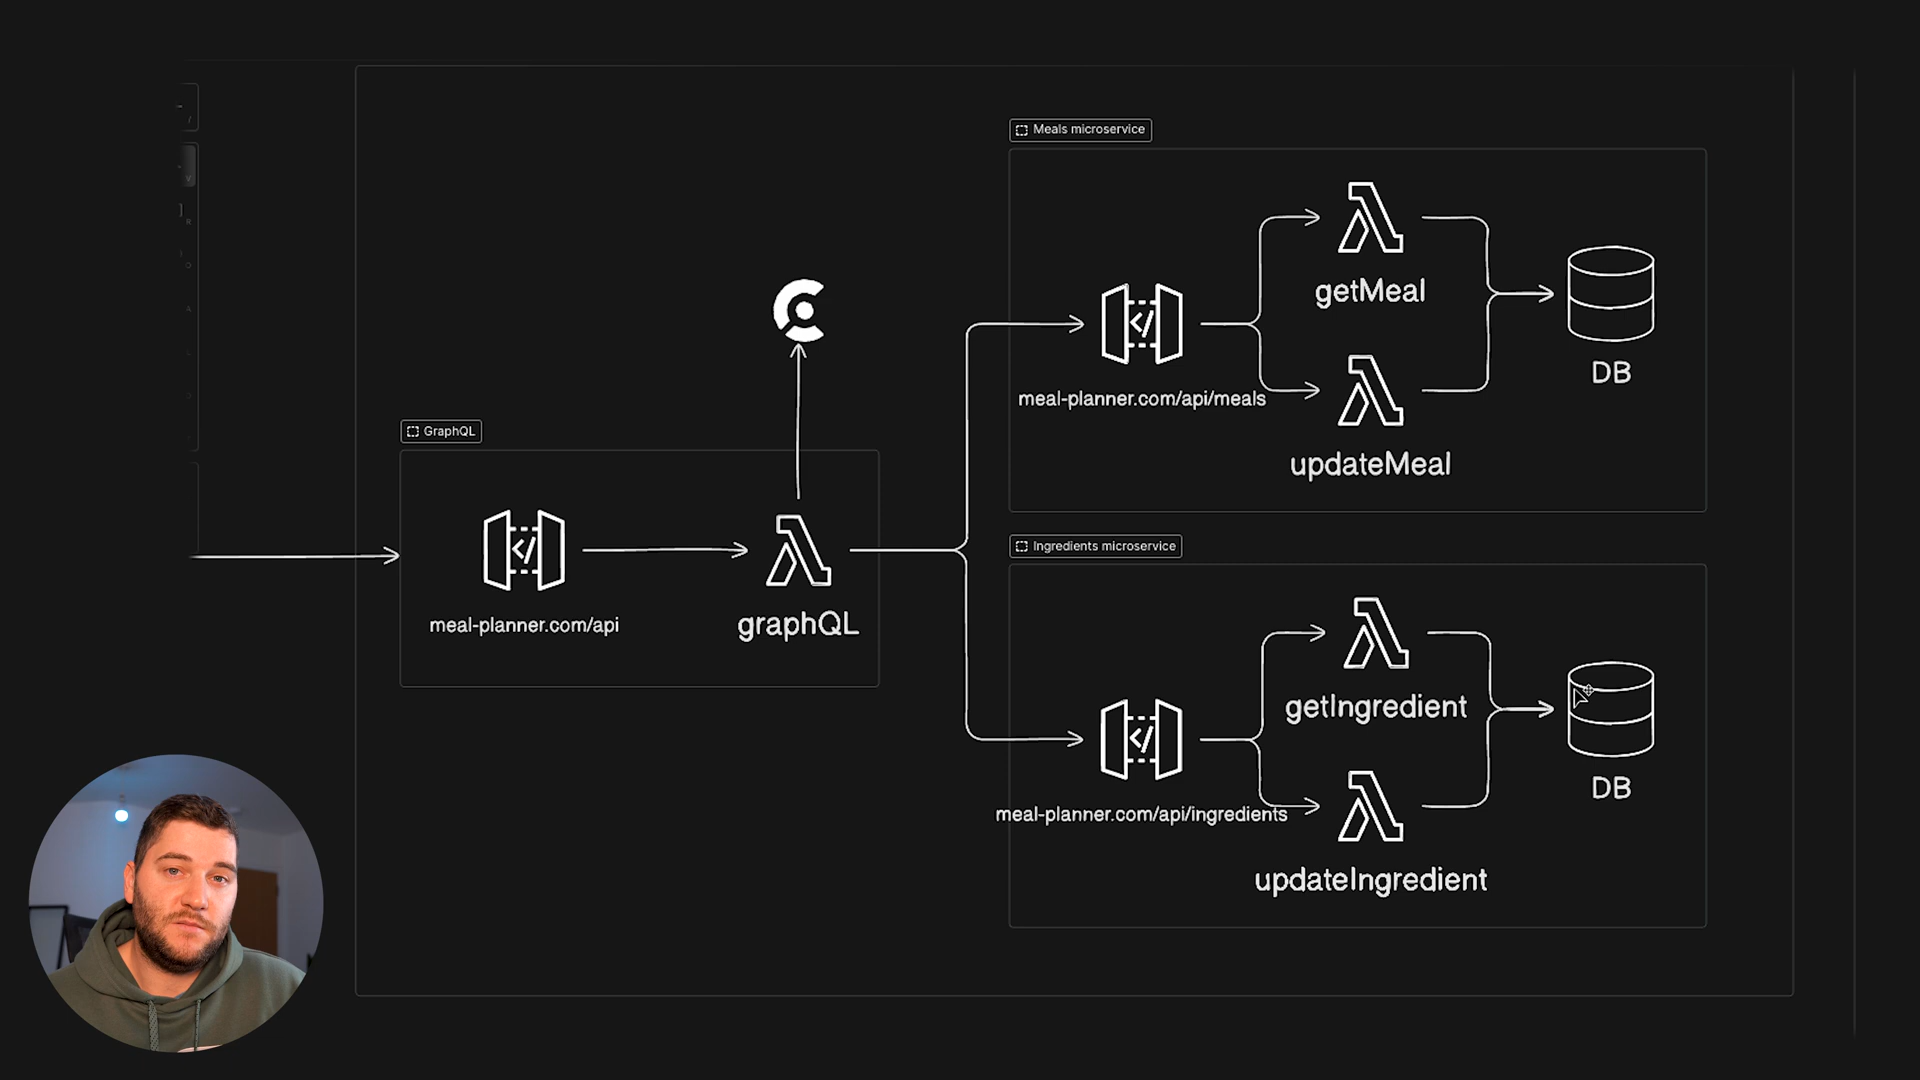 Meals microservice
getMeal
DB
meal-planner.com/api/meals
updateMeal
GraphQL
meal-planner.com/api
graphQL
Ingredients microservice
getIngredient
DB
meal-planner.com/api/ingredients
updateIngredient